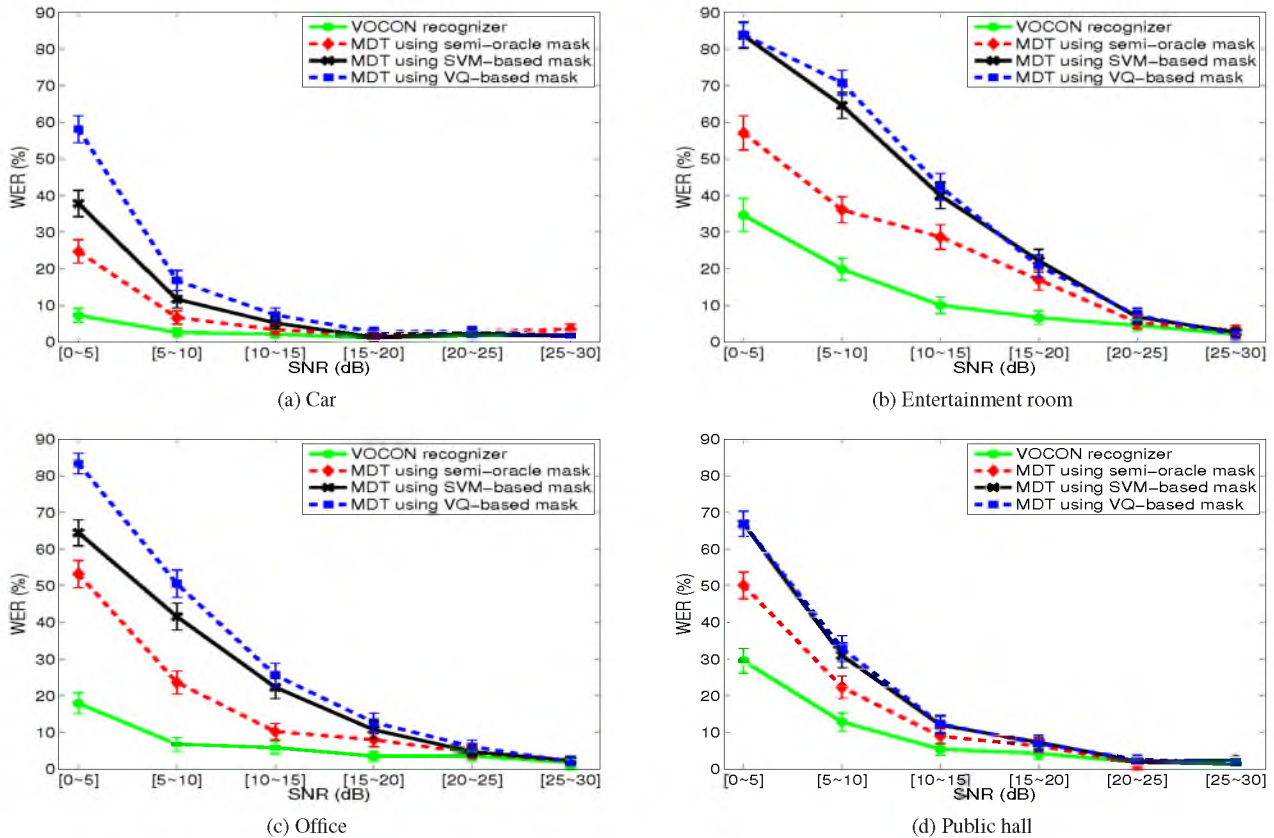 90
80
70
60
50
40
30
20
10
0
WER (%)
VOCON recognizer
MDT using semi-oracle mask
MDT using SVM-based mask
MDT using VQ-based mask
[0~5] [5~10] [10~15] [15~20] [20~25] [25~30]
SNR (dB)
(a) Car
90
80
70
60
50
40
30
20
10
0
WER (%)
VOCON recognizer
MDT using semi-oracle mask
MDT using SVM-based mask
MDT using VQ-based mask
[0~5] [5~10] [10~15] [15~20] [20~25] [25~30]
SNR (dB)
(b) Entertainment room
90
80
70
60
50
40
30
20
10
0
WER (%)
VOCON recognizer
MDT using semi-oracle mask
MDT using SVM-based mask
MDT using VQ-based mask
[0~5] [5~10] [10~15] [15~20] [20~25] [25~30]
SNR (dB)
(c) Office
90
80
70
60
50
40
30
20
10
0
WER (%)
VOCON recognizer
MDT using semi-oracle mask
MDT using SVM-based mask
MDT using VQ-based mask
[0~5] [5~10] [10~15] [15~20] [20~25] [25~30]
SNR (dB)
(d) Public hall